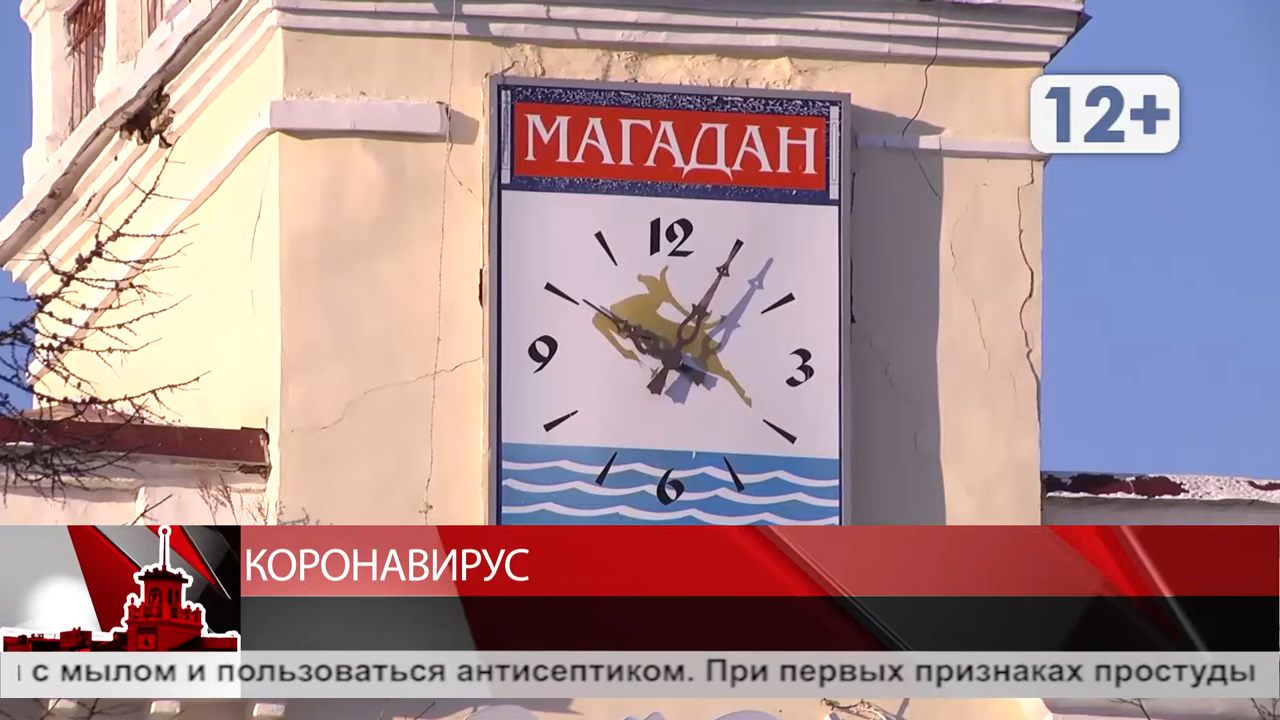 МАГАДАН
12+
12
9
3
6
КОРОНАВИРУС
с мылом и пользоваться антисептиком. При первых признаках простуды